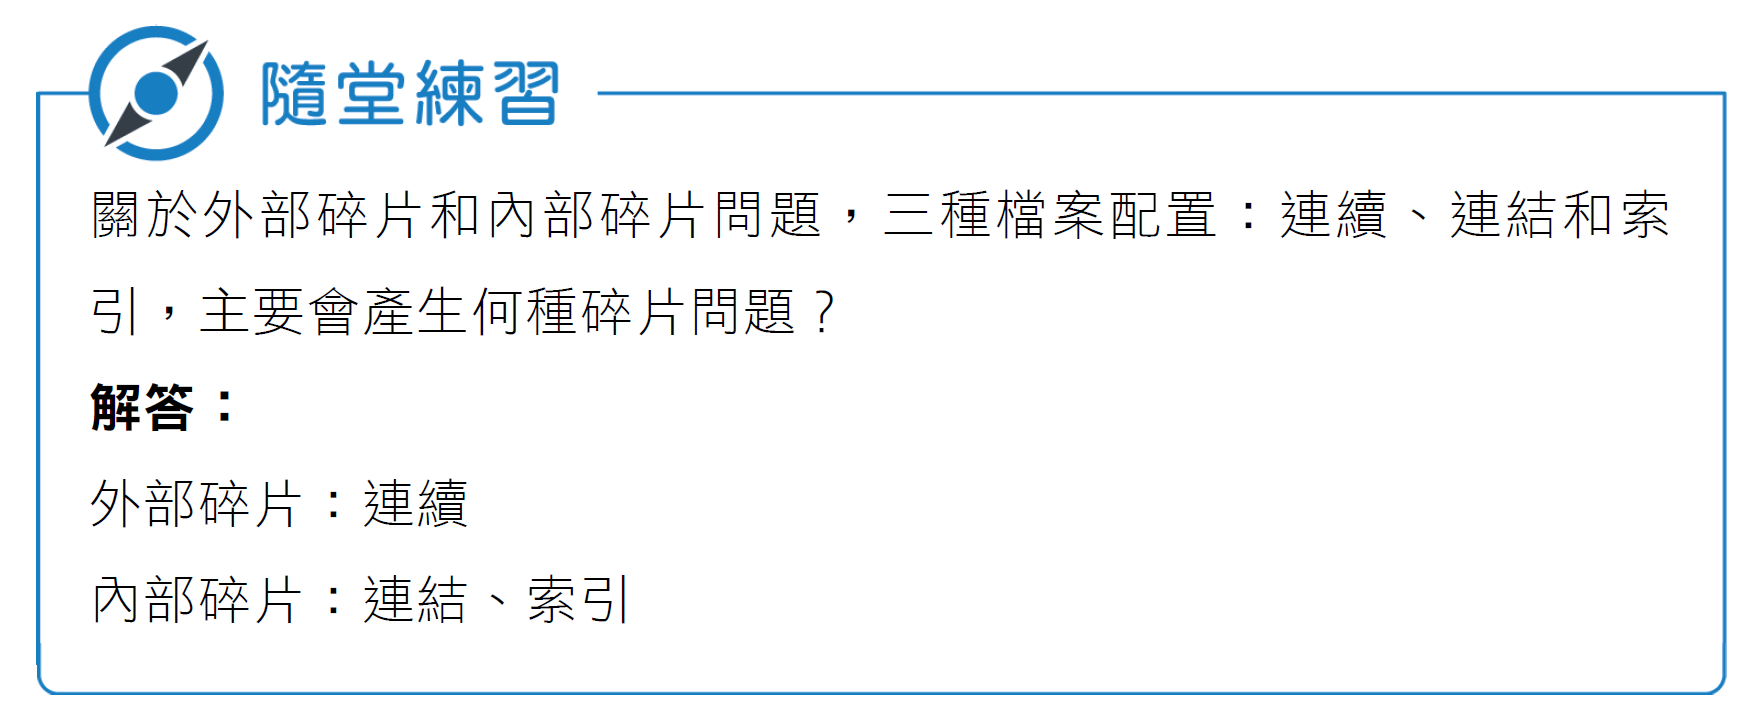 隨堂練習
關於外部碎片和內部碎片問題，三種檔案配置：連續、連結和索
引，主要會產生何種碎片問題？
解答：
外部碎片：連續
內部碎片：連結、索引